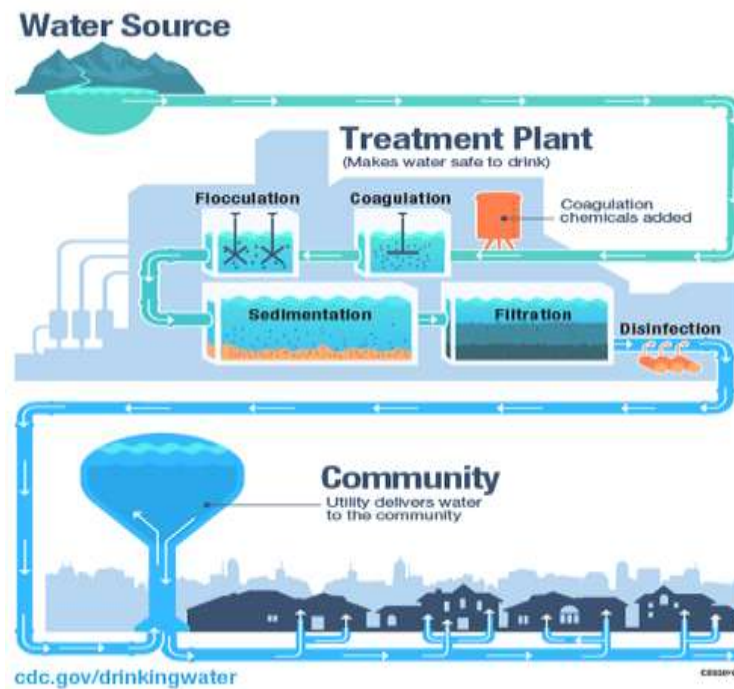 Water Source
Treatment Plant
(Makes water safe to drink)
Flocculation
Coagulation
Coagulation
chemicals added
Sedimentation
Filtration
Disinfection
Community
Utility delivers water
to the community
cdc.gov/drinkingwater